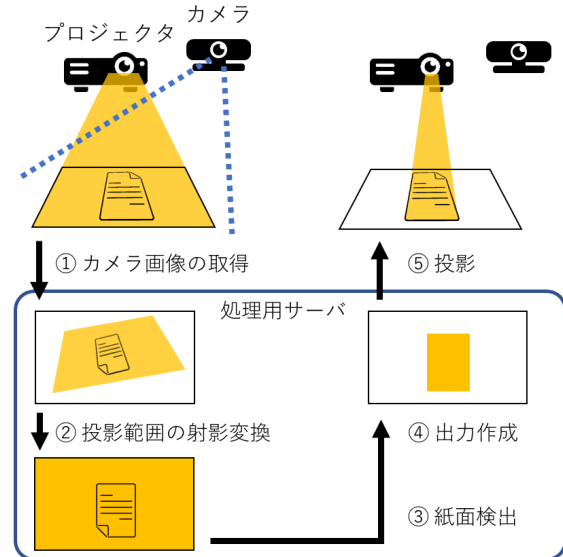 カメラ
プロジェクタ
① カメラ画像の取得
⑤ 投影
処理用サーバ
② 投影範囲の射影変換
④ 出力作成
③ 紙面検出